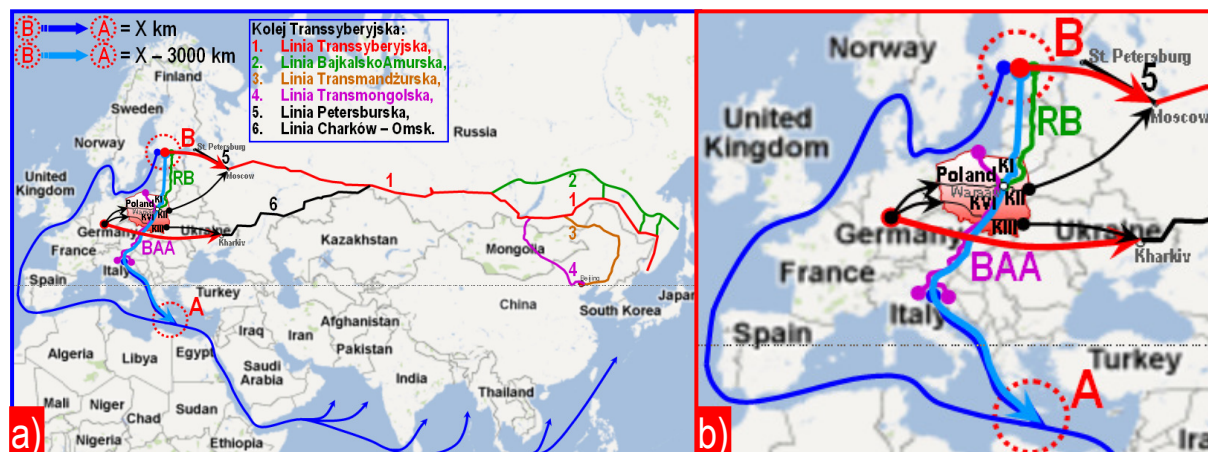 B A = X km
B A = X – 3000 km
Kolej Transsyberyjska:
1. Linia Transsyberyjska,
2. Linia BajkalskoAmurska,
3. Linia Transmandżurska,
4. Linia Transmongolska,
5. Linia Petersburska,
6. Linia Charków – Omsk.
Finland
Sweden
Norway
Russia
B
St. Petersburg
5
Moscow
United
Kingdom
RB
1
2
1
3
4
6
Poland
KI
KII
KVI
KIII
Germany
Ukraine
Kharkiv
BAA
France
Kazakhstan
Mongolia
Beijing
Italy
Spain
Turkey
A
China
South Korea
Japa
Iraq
Iran
Afghanistan
Pakistan
Algeria
Libya
Egypt
Saudi
Arabia
India
Thailand
Mali
Niger
Chad
Sudan
Nigeria
Ethiopia
a)
Norway
B
St. Petersburg
5
Moscow
United
Kingdom
RB
Poland
KI
KII
KVI
KIII
Germany
Ukraine
Kharkiv
BAA
France
Italy
Spain
Turkey
A
Ira
b)